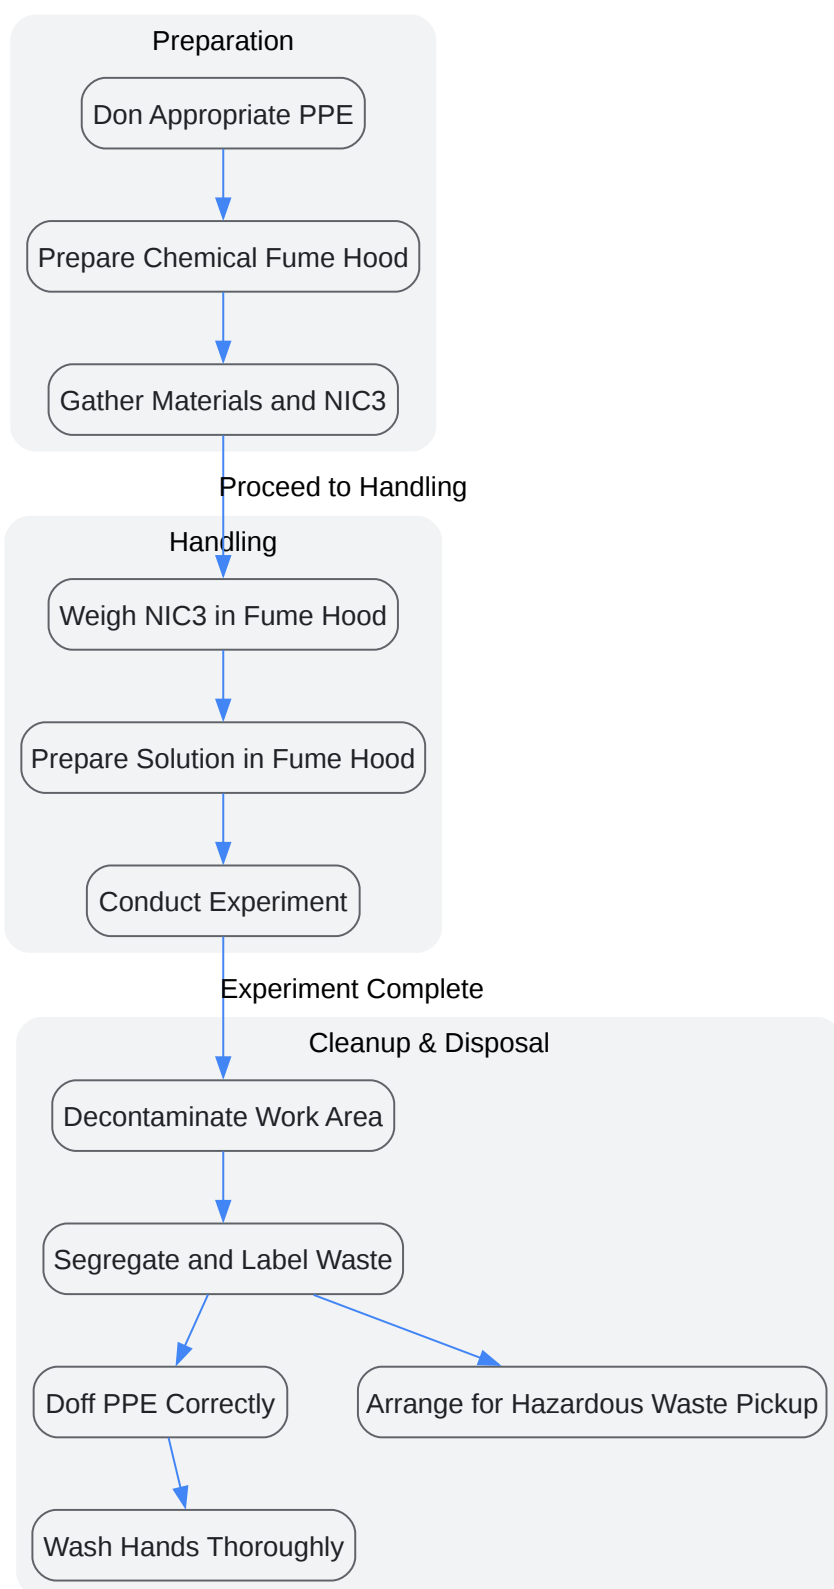 Preparation
Don Appropriate PPE
Prepare Chemical Fume Hood
Gather Materials and NIC3
Proceed to Handling
Handling
Weigh NIC3 in Fume Hood
Prepare Solution in Fume Hood
Conduct Experiment
Experiment Complete
Cleanup & Disposal
Decontaminate Work Area
Segregate and Label Waste
Doff PPE Correctly
Arrange for Hazardous Waste Pickup
Wash Hands Thoroughly